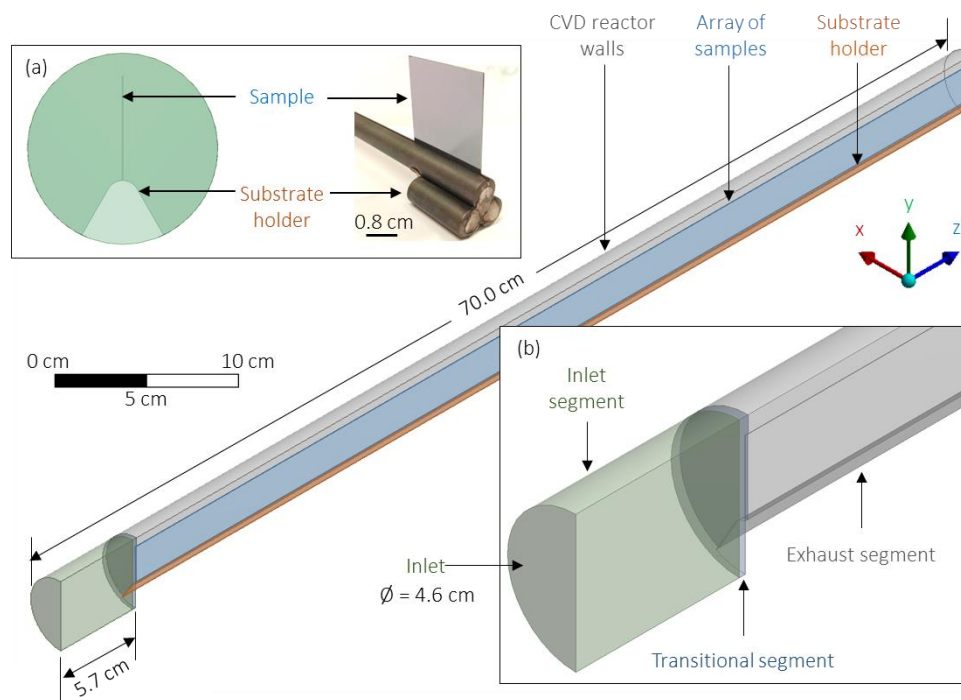 CVD reactor
walls
Array of
samples
Substrate
holder
(a)
Sample
Substrate
holder
0.8 cm
y
x
z
70.0 cm
0 cm
10 cm
5 cm
(b)
Inlet
segment
Inlet
Ø = 4.6 cm
Exhaust segment
Transitional segment
5.7 cm